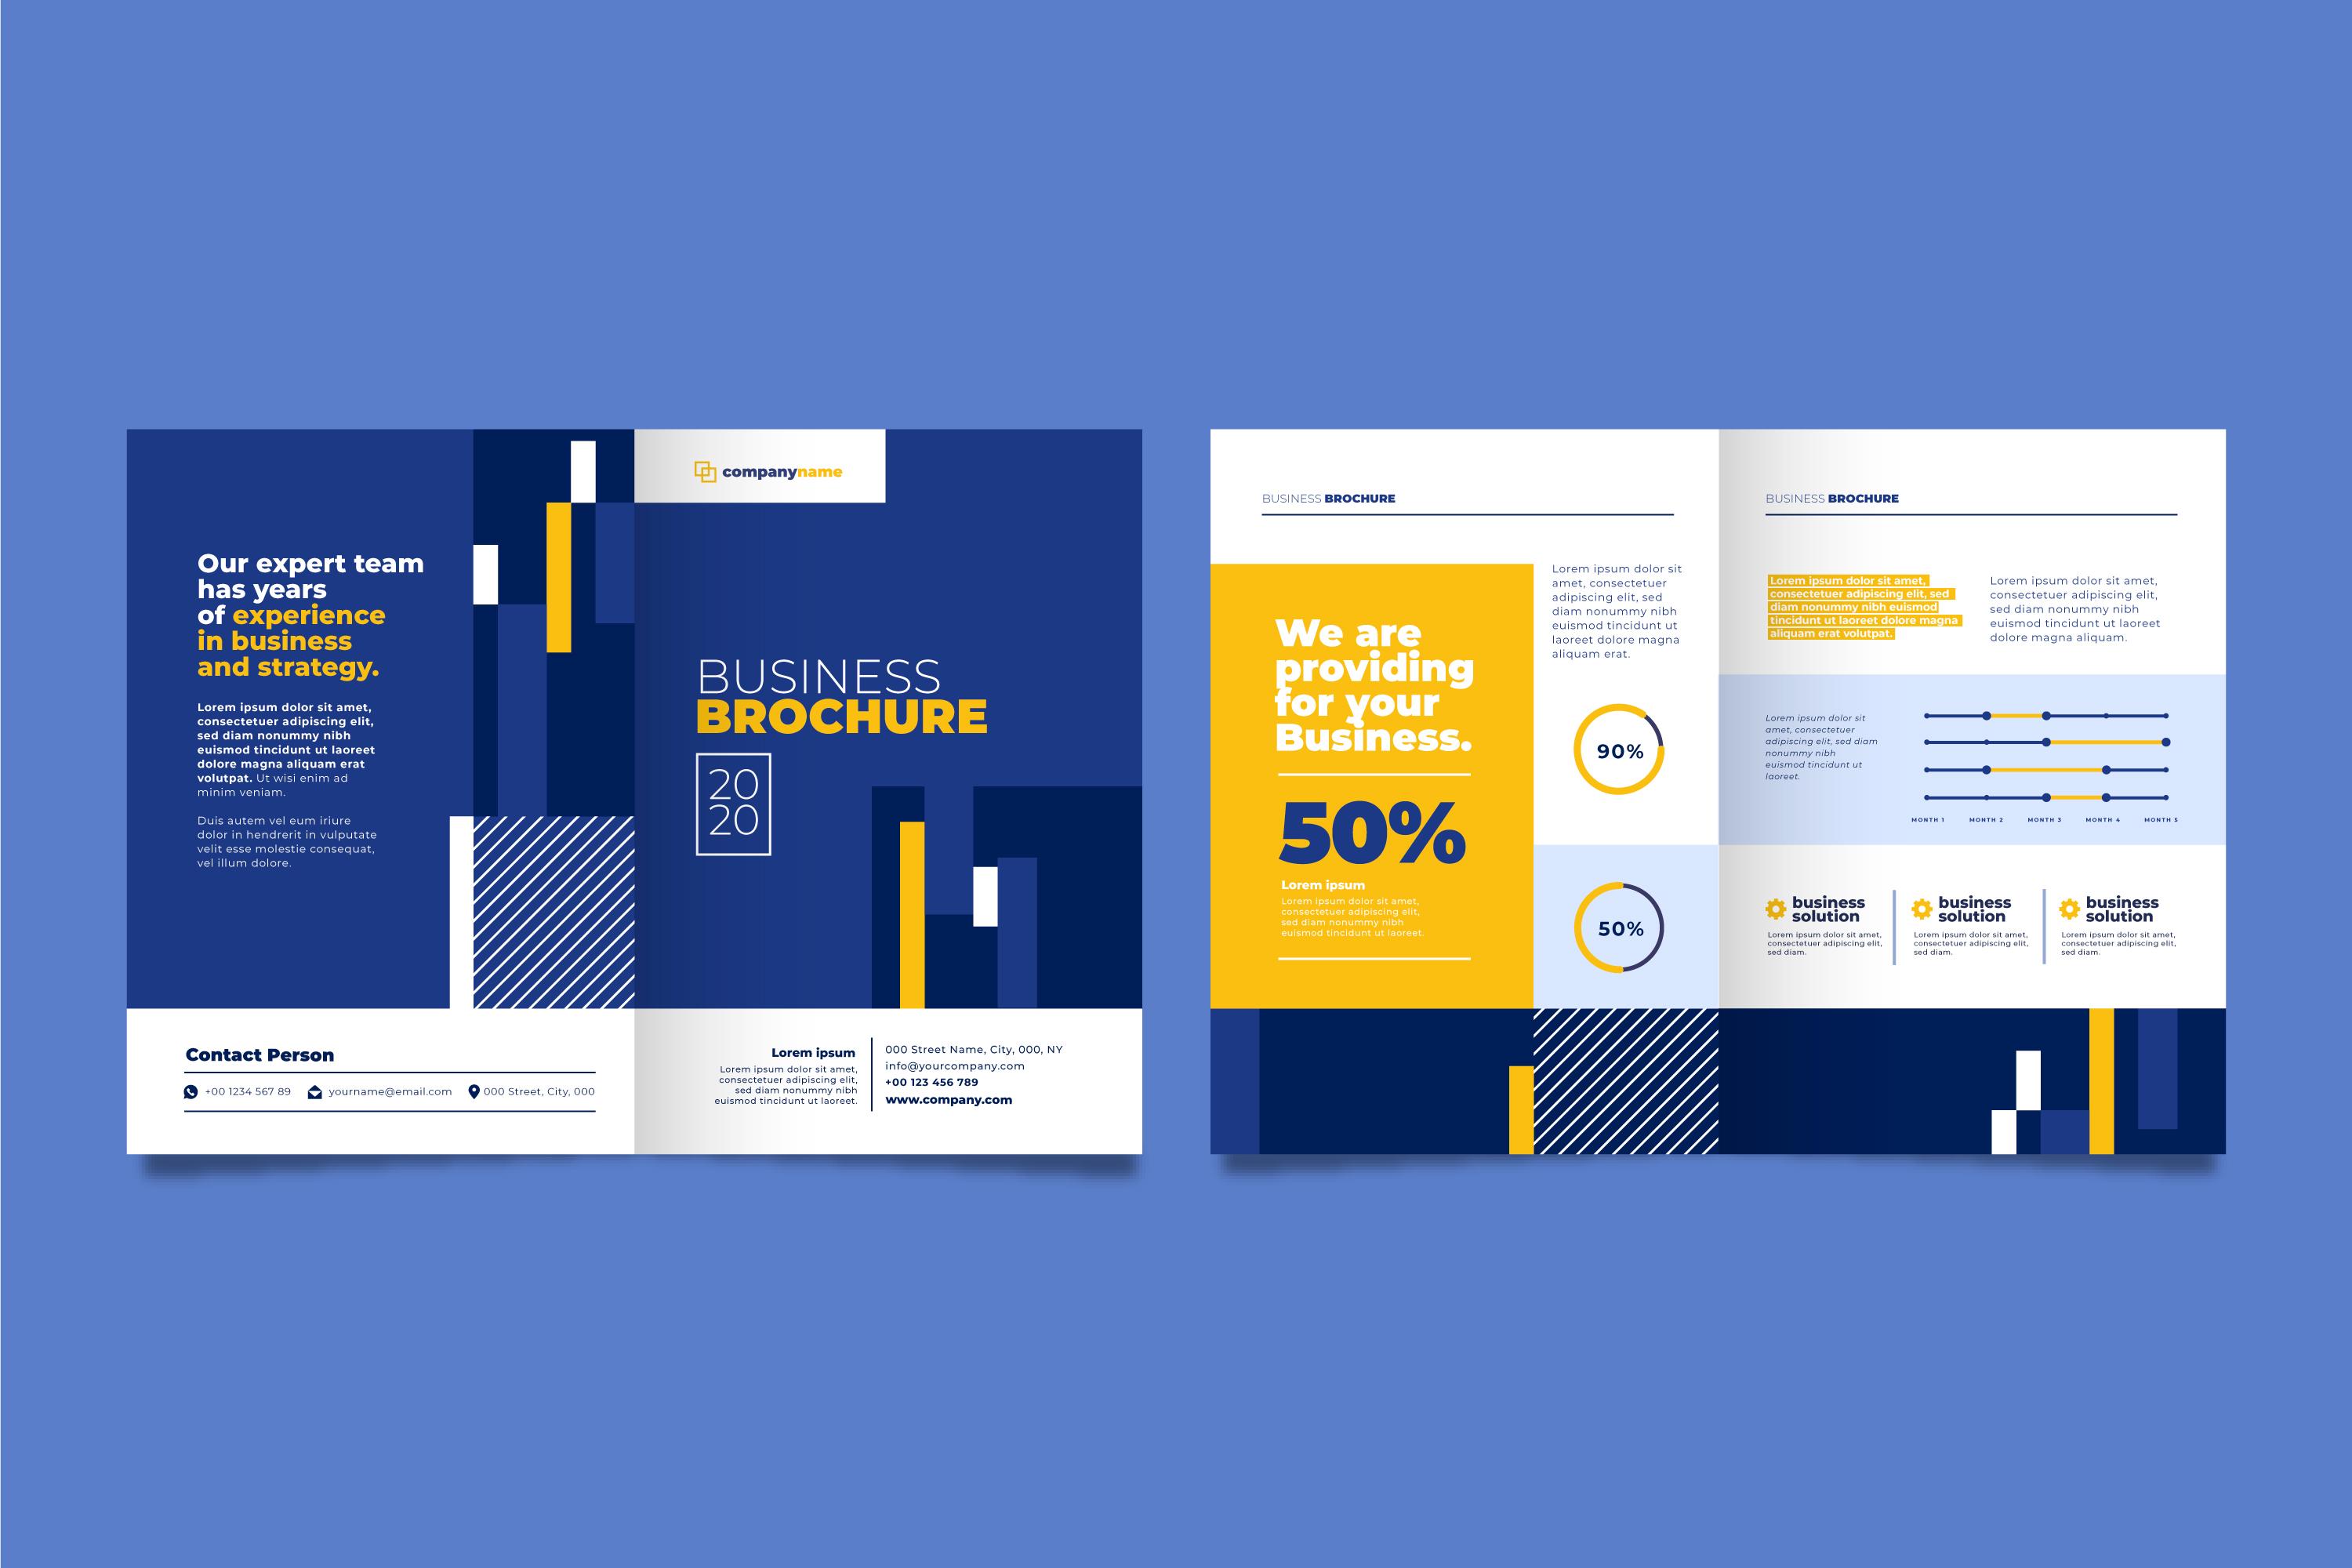 Our expert team
has years
of experience
in business
and strategy.
Lorem ipsum dolor sit amet,
consectetuer adipiscing elit,
sed diam nonummy nibh
euismod tincidunt ut laoreet
dolore magna aliquam erat
volutpat. Ut wisi enim ad
minim veniam.
Duis autem vel eum iriure
dolor in hendrerit in vulputate
velit esse molestie consequat,
vel illum dolore.
Contact Person
+00 1234 567 89 yourname@email.com 000 Street, City, 000
companyname
BUSINESS
BROCHURE
20
20
Lorem ipsum
Lorem ipsum dolor sit amet,
consectetuer adipiscing elit,
sed diam nonummy nibh
euismod tincidunt ut laoreet.
000 Street Name, City, 000, NY
info@yourcompany.com
+00 123 456 789
www.company.com
BUSINESS BROCHURE
We are
providing
for your
Business.
50%
Lorem ipsum
Lorem ipsum dolor sit amet,
consectetuer adipiscing elit,
sed diam nonummy nibh
euismod tincidunt ut laoreet.
Lorem ipsum dolor sit
amet, consectetuer
adipiscing elit, sed
diam nonummy nibh
euismod tincidunt ut
laoreet dolore magna
aliquam erat.
90%
50%
BUSINESS BROCHURE
Lorem ipsum dolor sit amet,
consectetuer adipiscing elit, sed
diam nonummy nibh euismod
tincidunt ut laoreet dolore magna
aliquam erat volutpat.
Lorem ipsum dolor sit amet,
consectetuer adipiscing elit,
sed diam nonummy nibh
euismod tincidunt ut laoreet
dolore magna aliquam.
Lorem ipsum dolor sit
amet, consectetuer
adipiscing elit, sed diam
nonummy nibh
euismod tincidunt ut
laoreet.
MONTH 1 MONTH 2 MONTH 3 MONTH 4 MONTH 5
business
solution
Lorem ipsum dolor sit amet,
consectetuer adipiscing elit,
sed diam.
business
solution
Lorem ipsum dolor sit amet,
consectetuer adipiscing elit,
sed diam.
business
solution
Lorem ipsum dolor sit amet,
consectetuer adipiscing elit,
sed diam.